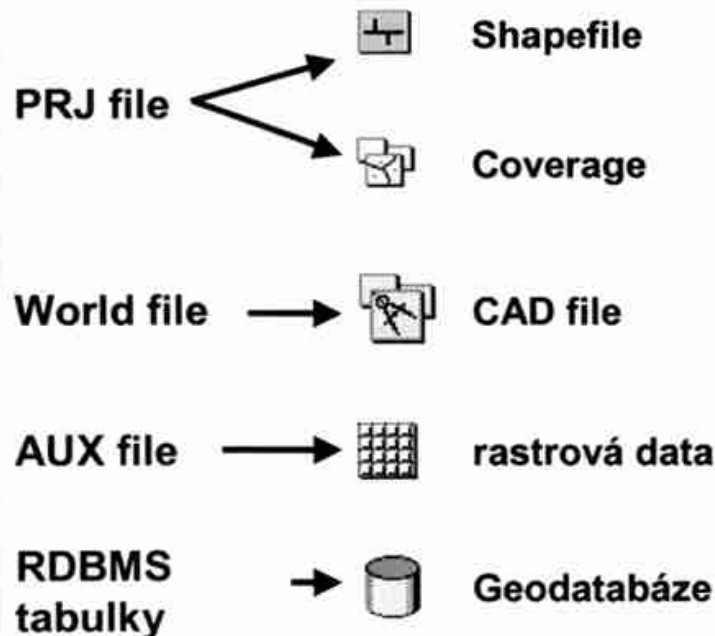 PRJ file
Shapefile
Coverage
World file
CAD file
AUX file
rastrová data
RDBMS
tabulky
Geodatabáze